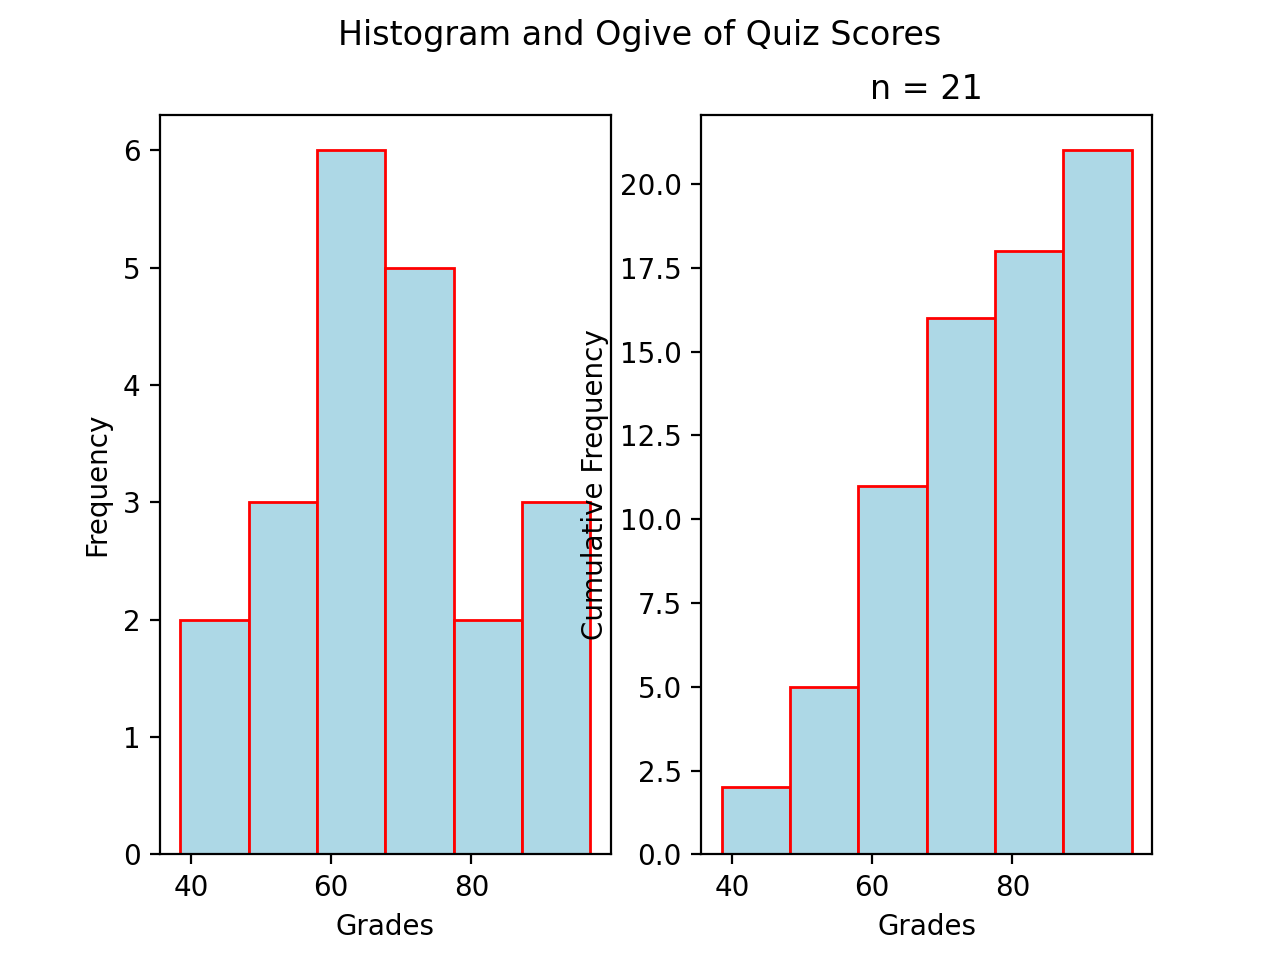 Histogram and Ogive of Quiz Scores
n = 21
6
5
4
3
2
1
0
Frequency
40 60 80
Grades
20.0
17.5
15.0
12.5
10.0
7.5
5.0
2.5
0.0
Cumulative Frequency
40 60 80
Grades